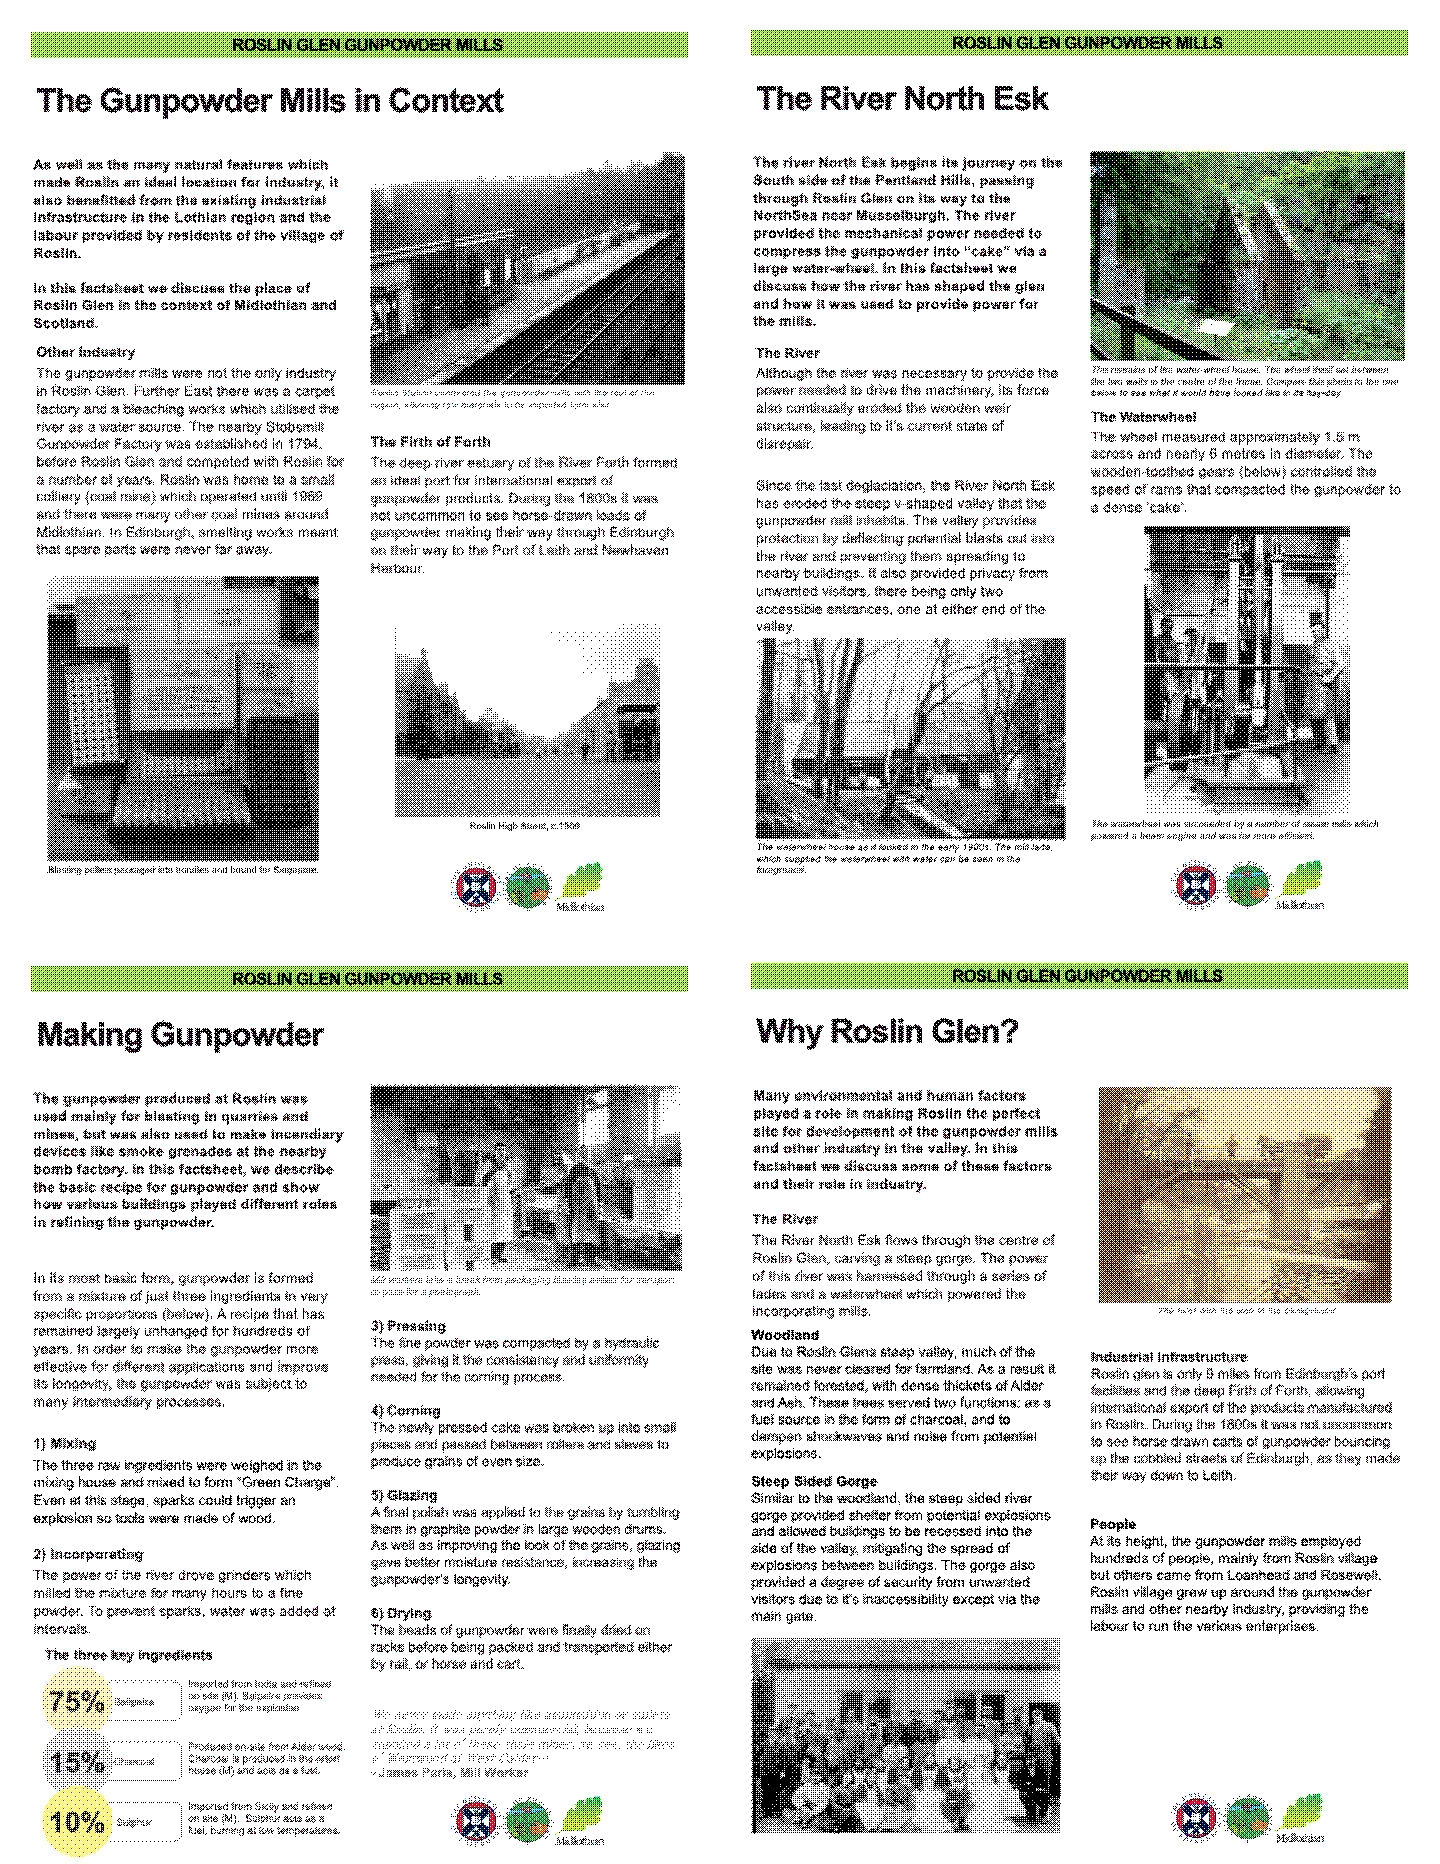 ROSLIN GLEN GUNPOWDER MILLS
The Gunpowder Mills in Context
As well as the many natural features which
made Roslin an ideal location for industry, it
also benefitted from the existing industrial
infrastructure in the Lothian region and the
labour provided by residents of the village of
Roslin.
In this factsheet we discuss the place of
Roslin Glen in the context of Midlothian and
Scotland.
Other Industry
The gunpowder mills were not the only industry
in Roslin Glen. Further East there was a carpet
factory and a bleaching works which utilised the
river as a water source. The nearby Stobsmill
Gunpowder Factory was established in 1794,
before Roslin Glen and competed with Roslin for
a number of years. Roslin was home to a small
colliery (coal mine) which operated until 1969
and there were many other coal mines around
Midlothian. In Edinburgh, smelting works meant
that spare parts were never far away.
Blasting pellets packaged into bundles and bound for Singapore.
Roslin Station connected the gunpowder mills with the rest of the
region, allowing raw materials to be imported from afar.
The Firth of Forth
The deep river estuary of the River Forth formed
an ideal port for international export of
gunpowder products. During the 1800s it was
not uncommon to see horse-drawn loads of
gunpowder making their way through Edinburgh
on their way to the Port of Leith and Newhaven
Harbour.
Roslin High Street, c.1900
Midlothian
ROSLIN GLEN GUNPOWDER MILLS
The River North Esk
The river North Esk begins its journey on the
South side of the Pentland Hills, passing
through Roslin Glen on its way to the
NorthSea near Musselburgh. The river
provided the mechanical power needed to
compress the gunpowder into "cake" via a
large water-wheel. In this factsheet we
discuss how the river has shaped the glen
and how it was used to provide power for
the mills.
The River
Although the river was necessary to provide the
power needed to drive the machinery, its force
also continually eroded the wooden weir
structure, leading to it's current state of
disrepair.
Since the last deglaciation, the River North Esk
has eroded the steep v-shaped valley that the
gunpowder mill inhabits. The valley provides
protection by deflecting potential blasts out into
the river and preventing them spreading to
nearby buildings. It also provided privacy from
unwanted visitors, there being only two
accessible entrances, one at either end of the
valley.
The waterwheel house as it looked in the early 1900s. The mill lade,
which supplied the waterwheel with water can be seen in the
foreground.
The remains of the water-wheel house. The wheel itself sat between
the two walls in the centre of the frame. Compare this photo to the one
below to see what it would have looked like in its hay-day
The Waterwheel
The wheel measured approximately 1.5 m
across and nearly 6 metres in diameter. The
wooden-toothed gears (below) controlled the
speed of rams that compacted the gunpowder to
a dense 'cake'.
The waterwheel was succeeded by a number of steam mills which
powered a beam engine and was far more efficient.
Midlothian
ROSLIN GLEN GUNPOWDER MILLS
Making Gunpowder
The gunpowder produced at Roslin was
used mainly for blasting in quarries and
mines, but was also used to make incendiary
devices like smoke grenades at the nearby
bomb factory. In this factsheet, we describe
the basic recipe for gunpowder and show
how various buildings played different roles
in refining the gunpowder.
In its most basic form, gunpowder is formed
from a mixture of just three ingredients in very
specific proportions (below). A recipe that has
remained largely unhanged for hundreds of
years. In order to make the gunpowder more
effective for different applications and improve
its longevity, the gunpowder was subject to
many intermediary processes.
1) Mixing
The three raw ingredients were weighed in the
mixing house and mixed to form "Green Charge".
Even at this stage, sparks could trigger an
explosion so tools were made of wood.
2) Incorporating
The power of the river drove grinders which
milled the mixture for many hours to a fine
powder. To prevent sparks, water was added at
intervals.
The three key ingredients
75% Saltpetre Imported from India and refined
on site (M). Saltpetre provides
oxygen for the explosion
15% Charcoal Produced on-site from Alder wood.
Charcoal is produced in the retort
house (M) and acts as a fuel.
10% Sulphur Imported from Sicily and refined
on site (M). Sulphur acts as a
fuel, burning at low temperatures.
Mill workers take a break from packaging blasting pellets for transport
to pose for a photograph.
3) Pressing
The fine powder was compacted by a hydraulic
press, giving it the consistency and uniformity
needed for the corning process.
4) Corning
The newly pressed cake was broken up into small
pieces and passed between rollers and sieves to
produce grains of even size.
5) Glazing
A final polish was applied to the grains by tumbling
them in graphite powder in large wooden drums.
As well as improving the look of the grains, glazing
gave better moisture resistance, increasing the
gunpowder's longevity.
6) Drying
The beads of gunpowder were finally dried on
racks before being packed and transported either
by rail, or horse and cart.
We never made anything like ammunition or bullets
at Roslin. It was purely commercial, because we
- James Paris, Mill Worker
Midlothian
ROSLIN GLEN GUNPOWDER MILLS
Why Roslin Glen?
Many environmental and human factors
played a role in making Roslin the perfect
site for development of the gunpowder mills
and other industry in the valley. In this
factsheet we discuss some of these factors
and their role in industry.
The River
The River North Esk flows through the centre of
Roslin Glen, carving a steep gorge. The power
of this river was harnessed through a series of
lades and a waterwheel which powered the
incorporating mills.
Woodland
Due to Roslin Glens steep valley, much of the
site was never cleared for farmland. As a result it
remained forested, with dense thickets of Alder
and Ash. These trees served two functions: as a
fuel source in the form of charcoal, and to
dampen shockwaves and noise from potential
explosions.
Steep Sided Gorge
Similar to the woodland, the steep sided river
gorge provided shelter from potential explosions
and allowed buildings to be recessed into the
side of the valley, mitigating the spread of
explosions between buildings. The gorge also
provided a degree of security from unwanted
visitors due to it's inaccessibility except via the
main gate.
Industrial Infrastructure
Roslin glen is only 9 miles from Edinburgh's port
facilities and the deep Firth of Forth, allowing
international export of the products manufactured
in Roslin. During the 1800s it was not uncommon
to see horse drawn carts of gunpowder bouncing
up the cobbled streets of Edinburgh, as they made
their way down to Leith.
People
At its height, the gunpowder mills employed
hundreds of people, mainly from Roslin village
but others came from Loanhead and Rosewell.
Roslin village grew up around the gunpowder
mills and other nearby industry, providing the
labour to run the various enterprises.
Midlothian